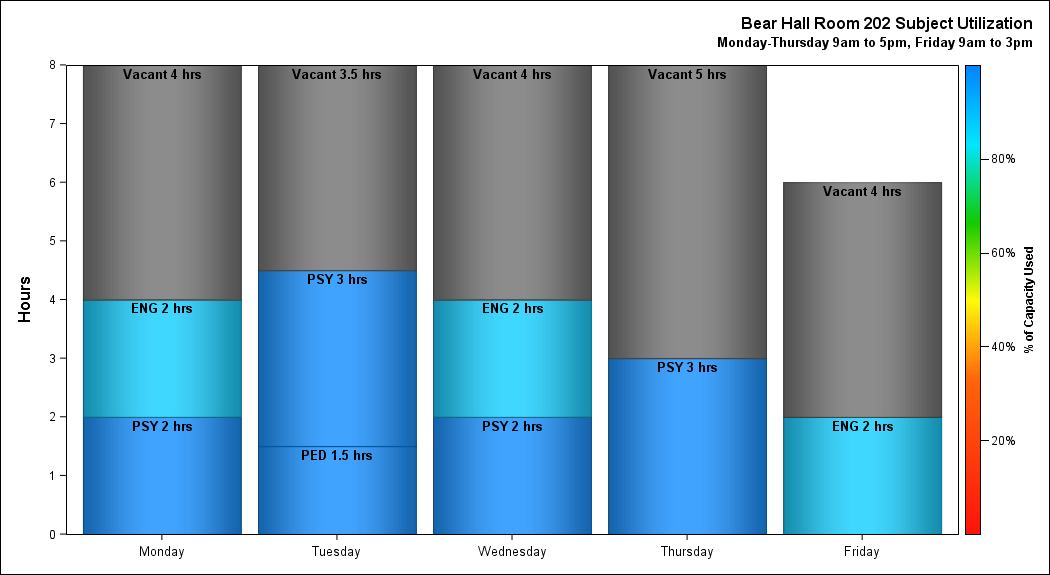 Bear Hall Room 202 Subject Utilization
Monday-Thursday 9am to 5pm, Friday 9am to 3pm
Hours
8
7
6
5
4
3
2
1
0
Vacant 4 hrs
ENG 2 hrs
PSY 2 hrs
Vacant 3.5 hrs
PSY 3 hrs
PED 1.5 hrs
Vacant 4 hrs
ENG 2 hrs
PSY 2 hrs
Vacant 5 hrs
PSY 3 hrs
Vacant 4 hrs
ENG 2 hrs
Monday
Tuesday
Wednesday
Thursday
Friday
80%
60%
40%
20%
% of Capacity Used